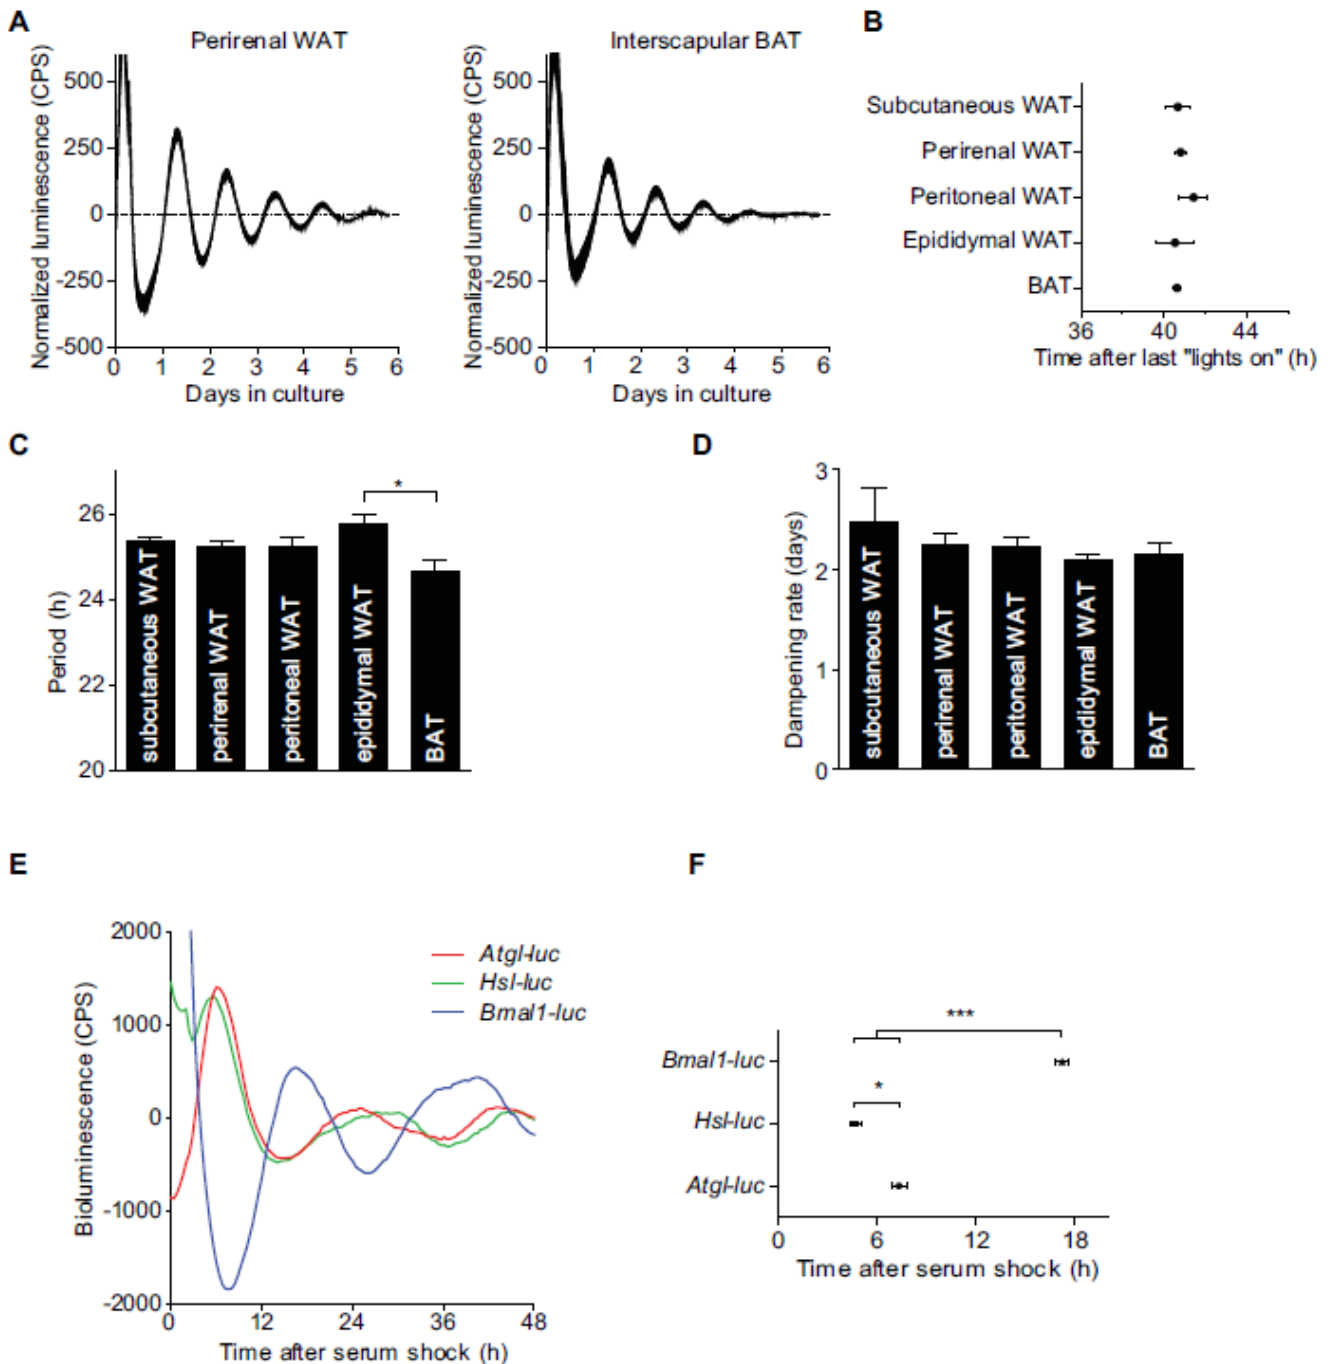 A
Perirenal WAT
Normalized luminescence (CPS)
500
250
0
-250
-500
0 1 2 3 4 5 6
Days in culture
Interscapular BAT
Normalized luminescence (CPS)
500
250
0
-250
-500
0 1 2 3 4 5 6
Days in culture
B
Subcutaneous WAT
Perirenal WAT
Peritoneal WAT
Epididymal WAT
BAT
36 40 44
Time after last "lights on" (h)
C
Period (h)
26
24
22
20
*
subcutaneous WAT
perirenal WAT
peritoneal WAT
epididymal WAT
BAT
D
Dampening rate (days)
3
2
1
0
subcutaneous WAT
perirenal WAT
peritoneal WAT
epididymal WAT
BAT
E
Bioluminescence (CPS)
2000
1000
0
-1000
-2000
Atgl-luc
Hsl-luc
Bmal1-luc
0 12 24 36 48
Time after serum shock (h)
F
***
Bmal1-luc
*
Hsl-luc
Atgl-luc
0 6 12 18
Time after serum shock (h)